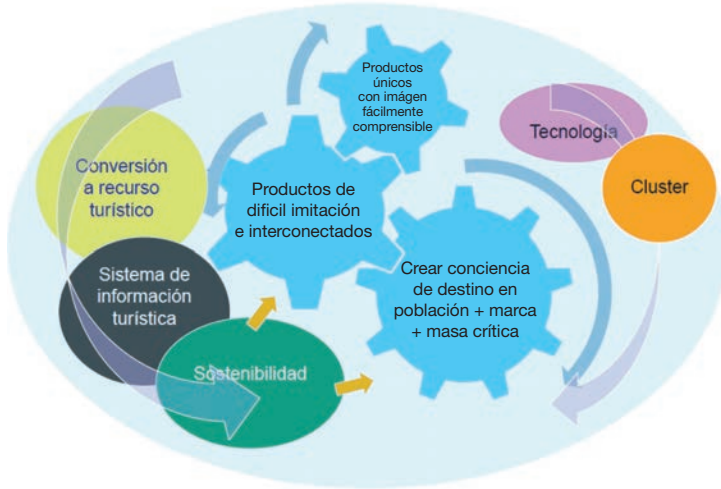 Productos
únicos
con imágen
fácilmente
comprensible
Tecnología
Cluster
Conversión
a recurso
turístico
Productos de
dificil imitación
e interconectados
Sistema de
información
turística
Crear conciencia
de destino en
población + marca
+ masa crítica
Sostenibilidad